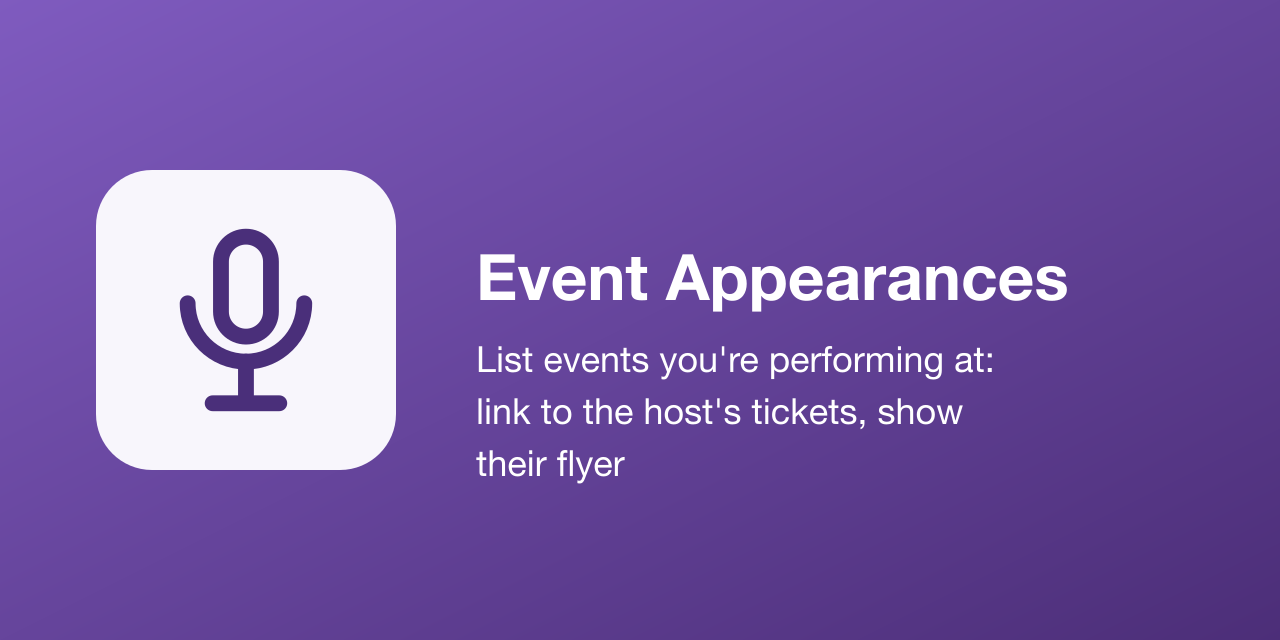 Event Appearances
List events you're performing at:
link to the host's tickets, show
their flyer